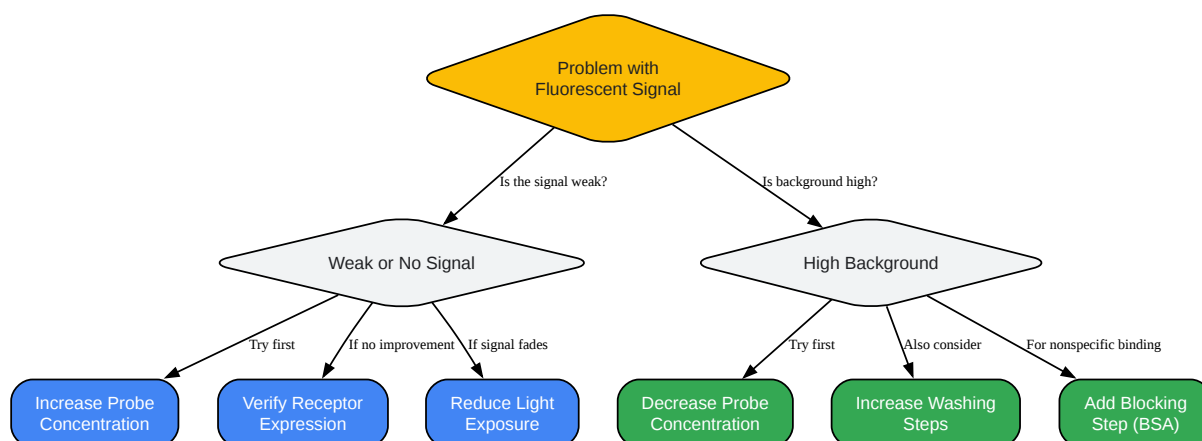 Problem with
Fluorescent Signal
Is the signal weak?
Is background high?
Weak or No Signal
High Background
Try first
If no improvement
If signal fades
Try first
Also consider
For nonspecific binding
Increase Probe
Concentration
Verify Receptor
Expression
Reduce Light
Exposure
Decrease Probe
Concentration
Increase Washing
Steps
Add Blocking
Step (BSA)